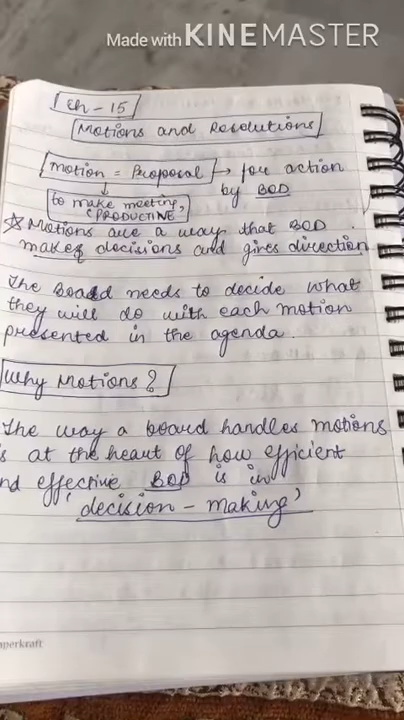 Made with KINEMASTER
Ch - 15
Motions and Resolutions
Motion = Proposal → for action
by BOD
↓
to make meeting,
PRODUCTIVE
☆ Motions are a way that BOD
makes decisions and gives direction
The Board needs to decide what
they will do with each motion
presented in the agenda.
Why Motions?
The way a board handles motions
is at the heart of how efficient
and effective BOD is in
'decision - making'
aperkraft